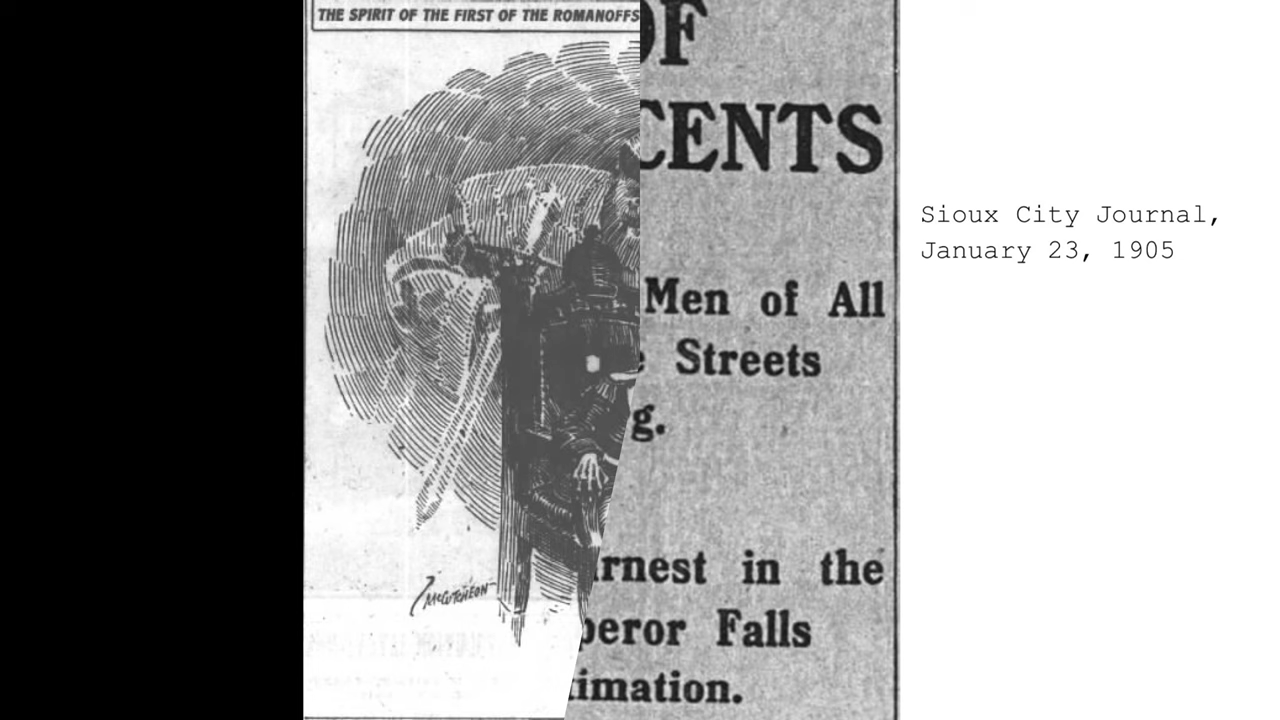 THE SPIRIT OF THE FIRST OF THE ROMANOFFS
McCUTCHEON
OF
CENTS
Men of All
Streets
g.
rnest in the
peror Falls
imation.
Sioux City Journal,
January 23, 1905